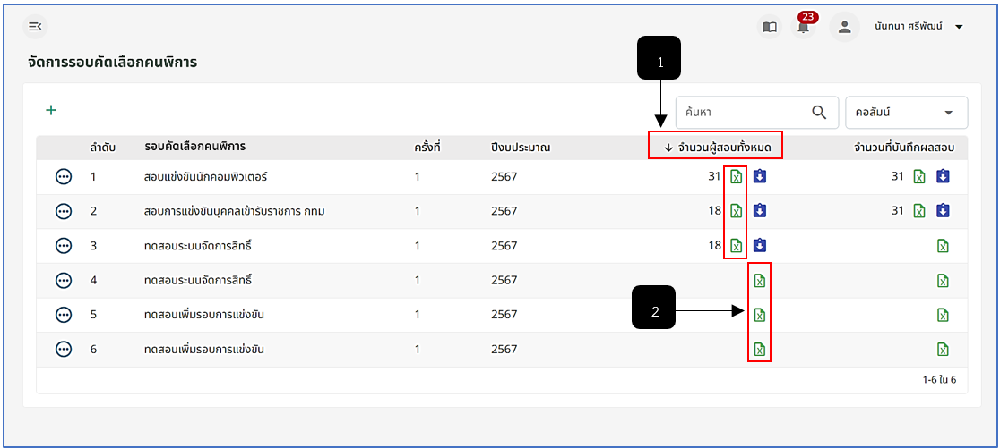 23
นันทนา ศรีพัฒน์
จัดการรอบคัดเลือกคนพิการ
1
ค้นหา
คอลัมน์
ลำดับ รอบคัดเลือกคนพิการ ครั้งที่ ปีงบประมาณ จำนวนผู้สอบทั้งหมด จำนวนที่บันทึกผลสอบ
1 สอบแข่งขันนักคอมพิวเตอร์ 1 2567 31 31
2 สอบการแข่งขันบุคคลเข้ารับราชการ กทม 1 2567 18 31
3 ทดสอบระบบจัดการสิทธิ์ 1 2567 18
4 ทดสอบระนนจัดการสิทธิ์ 1 2567
5 ทดสอบเพิ่มรอบการแข่งขัน 1 2567
2
6 ทดสอบเพิ่มรอบการแข่งขัน 1 2567
1-6 ใน 6